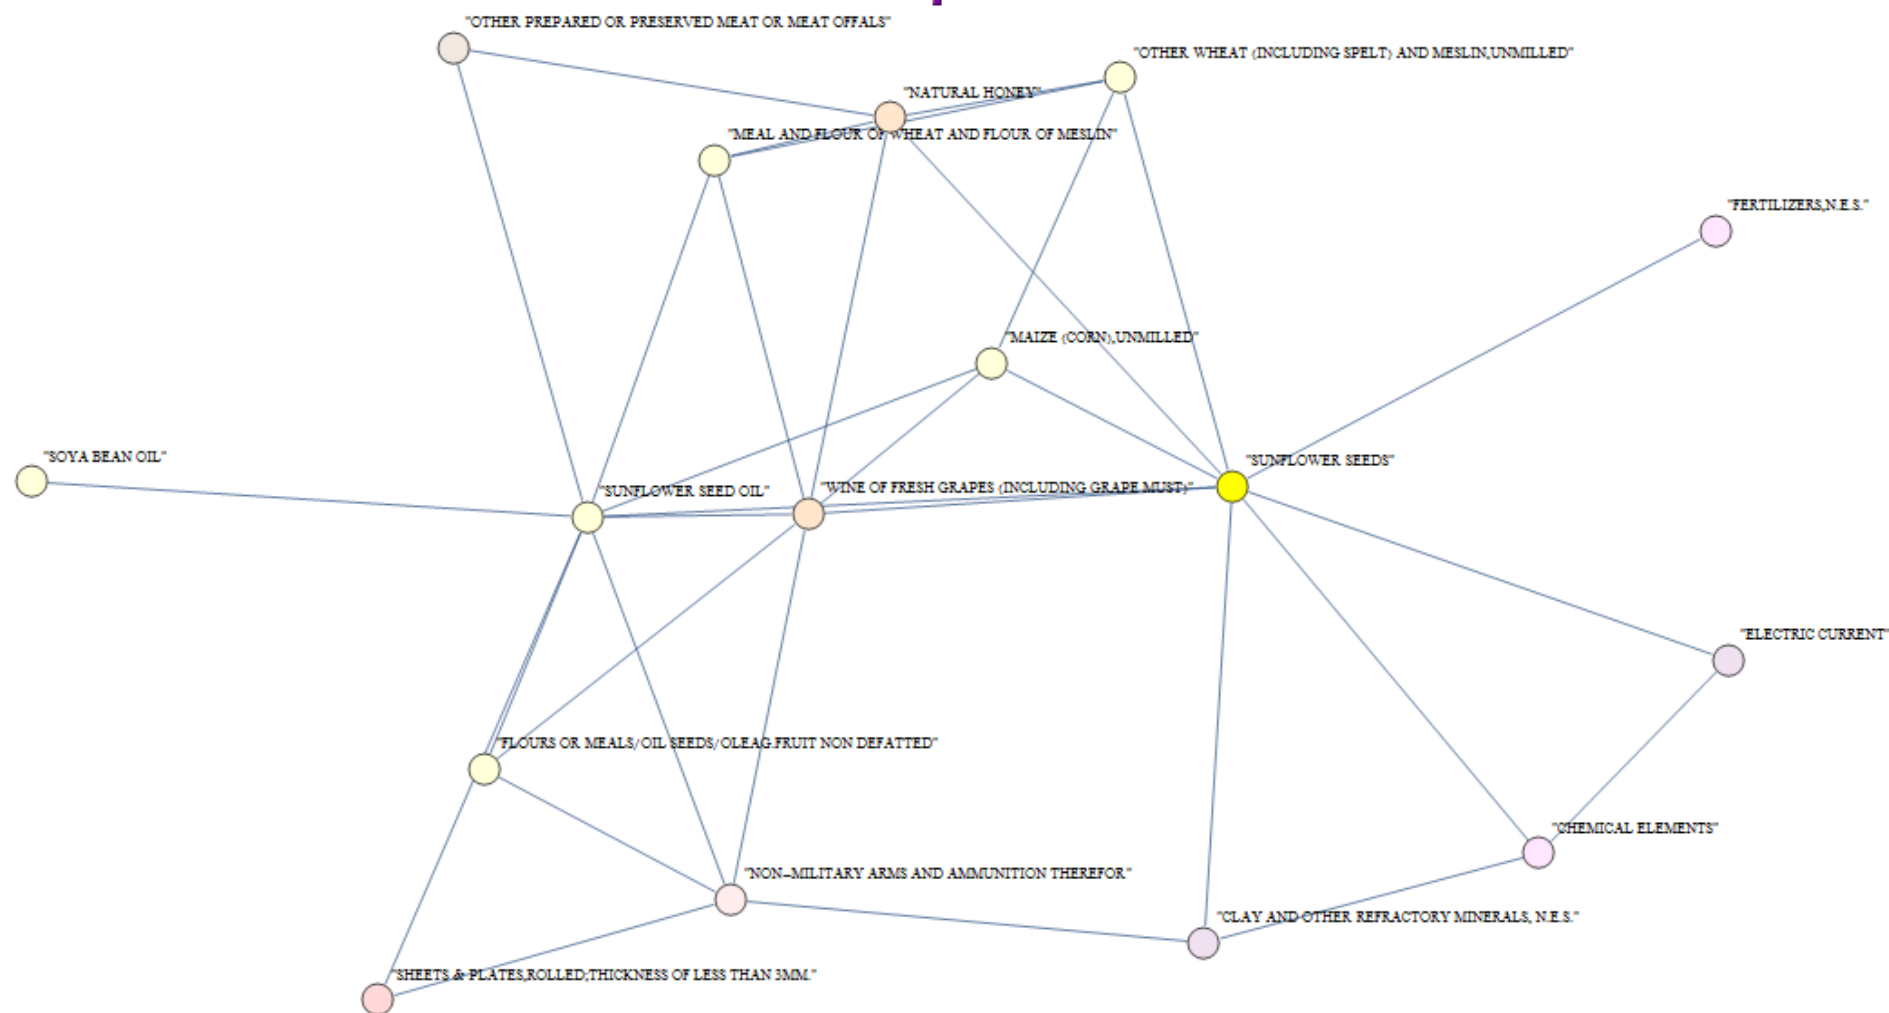 "OTHER PREPARED OR PRESERVED MEAT OR MEAT OFFALS"
"OTHER WHEAT (INCLUDING SPELT) AND MESLIN,UNMILLED"
"NATURAL HONEY"
"MEAL AND FLOUR OF WHEAT AND FLOUR OF MESLIN"
"FERTILIZERS,N.E.S."
"MAIZE (CORN),UNMILLED"
"SOYA BEAN OIL"
"SUNFLOWER SEEDS"
"SUNFLOWER SEED OIL"
"WINE OF FRESH GRAPES (INCLUDING GRAPE MUST)"
"ELECTRIC CURRENT"
"FLOURS OR MEALS/OIL SEEDS/OLEAG.FRUIT NON DEFATTED"
"CHEMICAL ELEMENTS"
"NON-MILITARY ARMS AND AMMUNITION THEREFOR"
"CLAY AND OTHER REFRACTORY MINERALS, N.E.S."
"SHEETS & PLATES,ROLLED;THICKNESS OF LESS THAN 3MM."